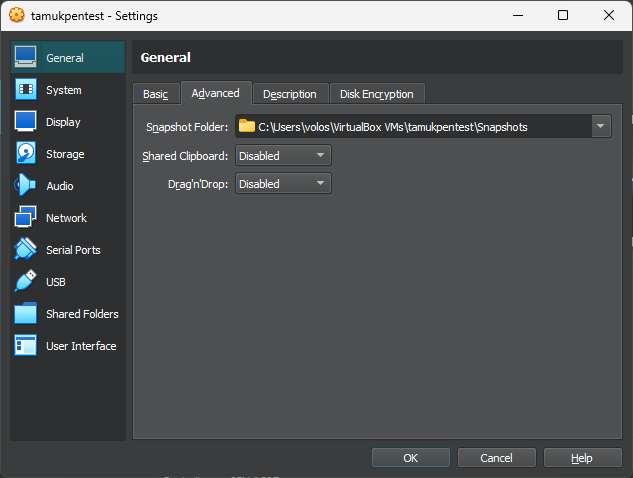 tamukpentest - Settings
General
System
Display
Storage
Audio
Network
Serial Ports
USB
Shared Folders
User Interface
General
Basic Advanced Description Disk Encryption
Snapshot Folder: C:\Users\volos\VirtualBox VMs\tamukpentest\Snapshots
Shared Clipboard: Disabled
Drag'n'Drop: Disabled
OK Cancel Help